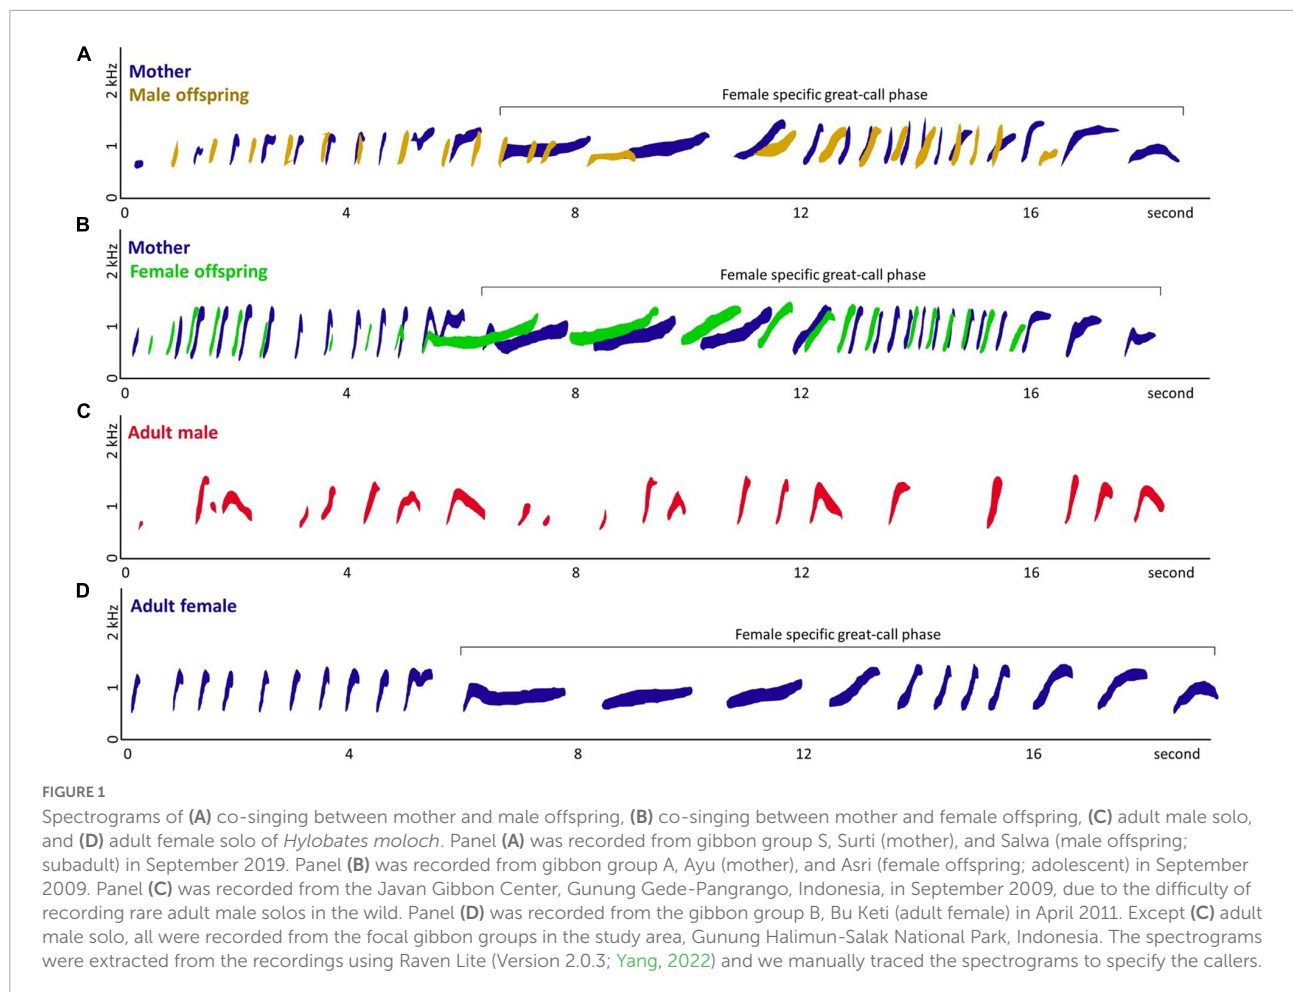 A
2 kHz
1
0
Mother
Male offspring
Female specific great-call phase
0 4 8 12 16 second
B
2 kHz
1
0
Mother
Female offspring
Female specific great-call phase
0 4 8 12 16 second
C
2 kHz
1
0
Adult male
0 4 8 12 16 second
D
2 kHz
1
0
Adult female
Female specific great-call phase
0 4 8 12 16 second
FIGURE 1
Spectrograms of (A) co-singing between mother and male offspring, (B) co-singing between mother and female offspring, (C) adult male solo,
and (D) adult female solo of Hylobates moloch. Panel (A) was recorded from gibbon group S, Surti (mother), and Salwa (male offspring;
subadult) in September 2019. Panel (B) was recorded from gibbon group A, Ayu (mother), and Asri (female offspring; adolescent) in September
2009. Panel (C) was recorded from the Javan Gibbon Center, Gunung Gede-Pangrango, Indonesia, in September 2009, due to the difficulty of
recording rare adult male solos in the wild. Panel (D) was recorded from the gibbon group B, Bu Keti (adult female) in April 2011. Except (C) adult
male solo, all were recorded from the focal gibbon groups in the study area, Gunung Halimun-Salak National Park, Indonesia. The spectrograms
were extracted from the recordings using Raven Lite (Version 2.0.3; Yang, 2022) and we manually traced the spectrograms to specify the callers.